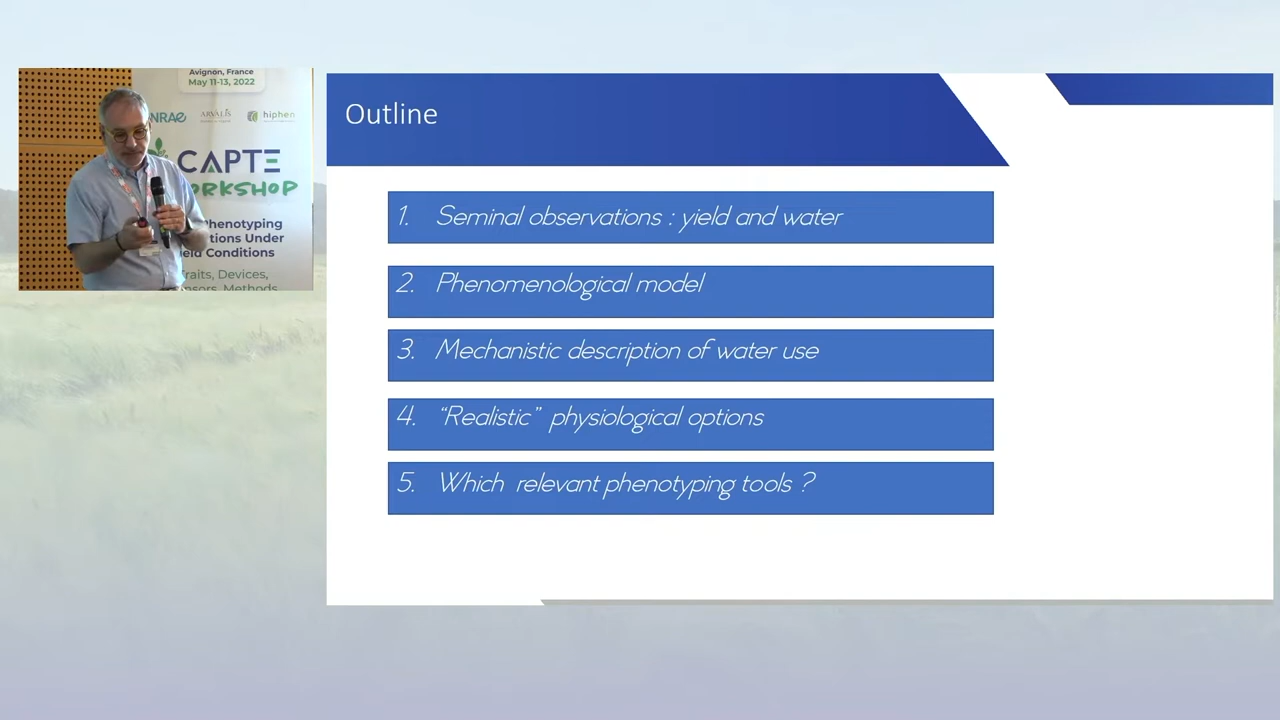 Avignon, France
May 11-13, 2022
ARVALIS
hiphen
CAPTE
Phenotyping
Under
Conditions
Traits, Devices,
Methods
Outline
1. Seminal observations : yield and water
2. Phenomenological model
3. Mechanistic description of water use
4. “Realistic” physiological options
5. Which relevant phenotyping tools ?